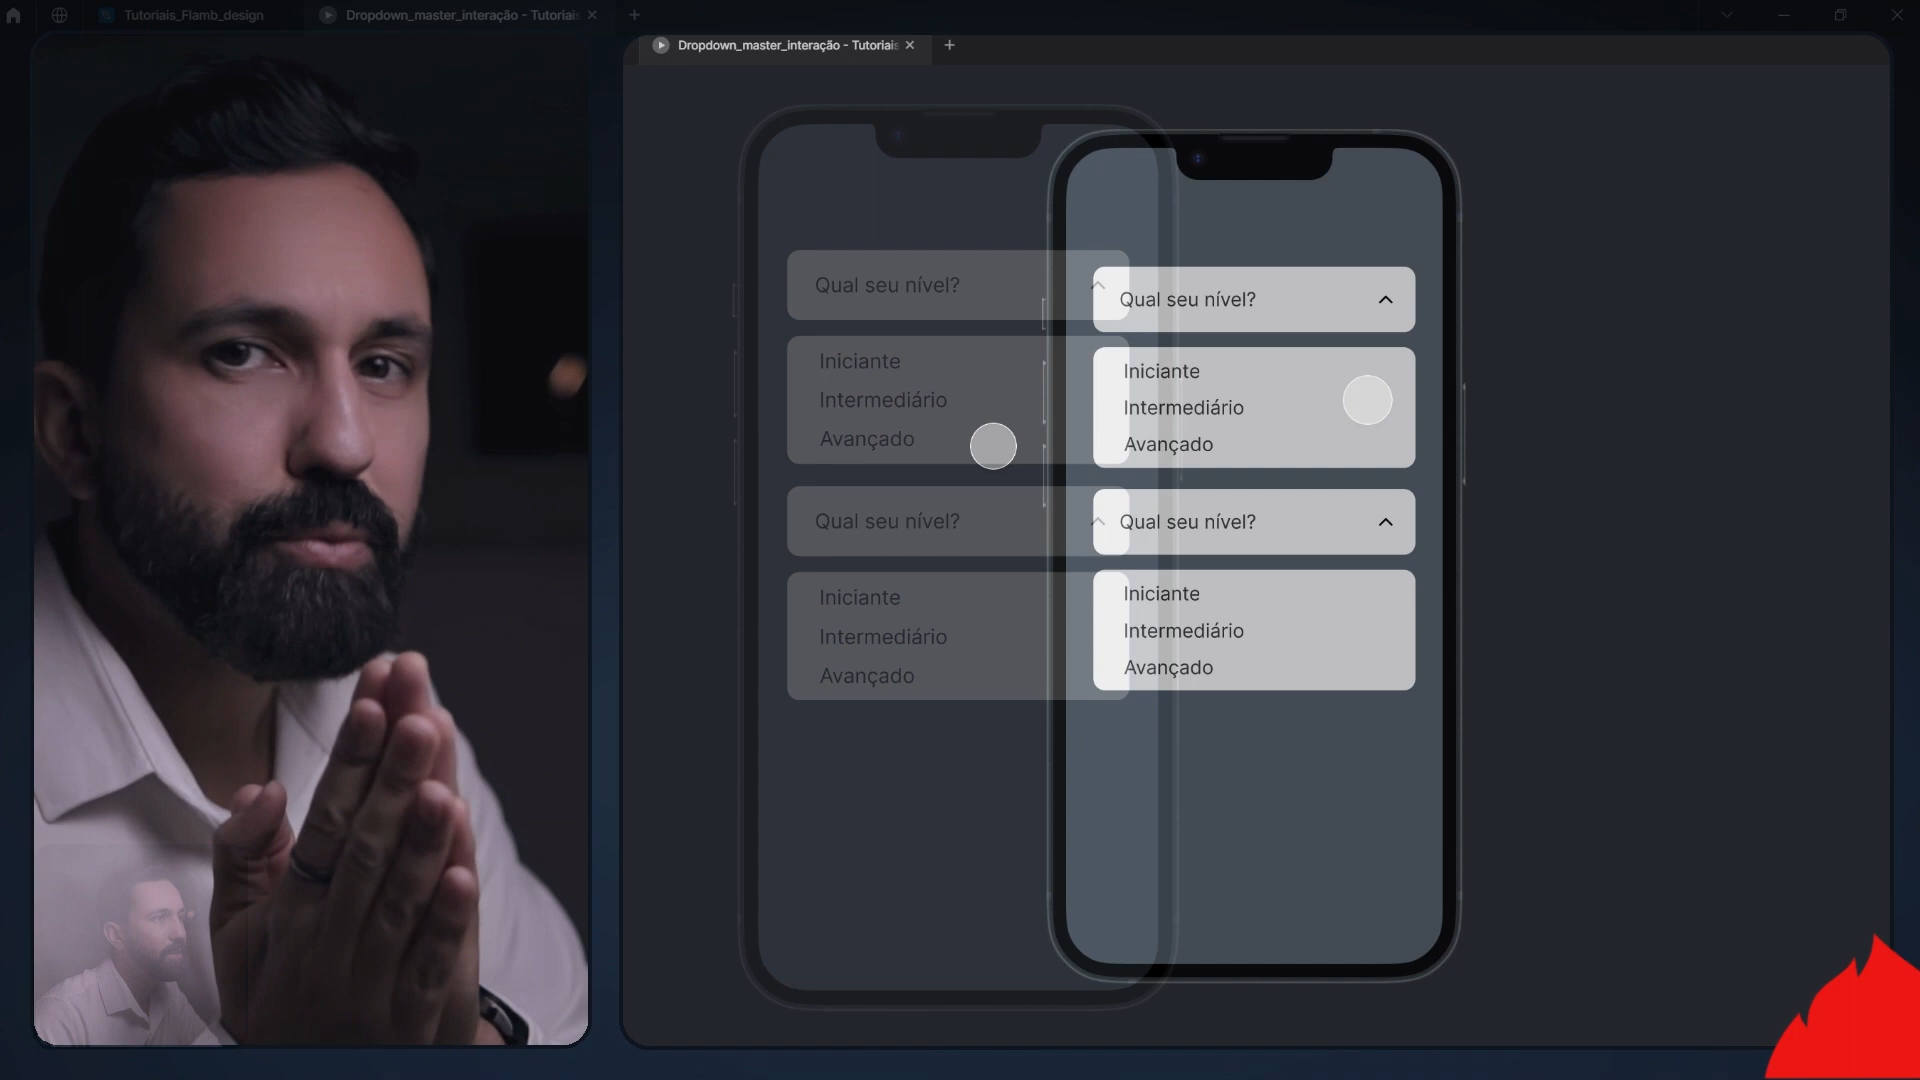 Tutoriais_Flamb_design
Dropdown_master_interação - Tutoriais
Dropdown_master_interação - Tutoriais
Qual seu nível?
Iniciante
Intermediário
Avançado
Qual seu nível?
Iniciante
Intermediário
Avançado
Qual seu nível?
Iniciante
Intermediário
Avançado
Qual seu nível?
Iniciante
Intermediário
Avançado